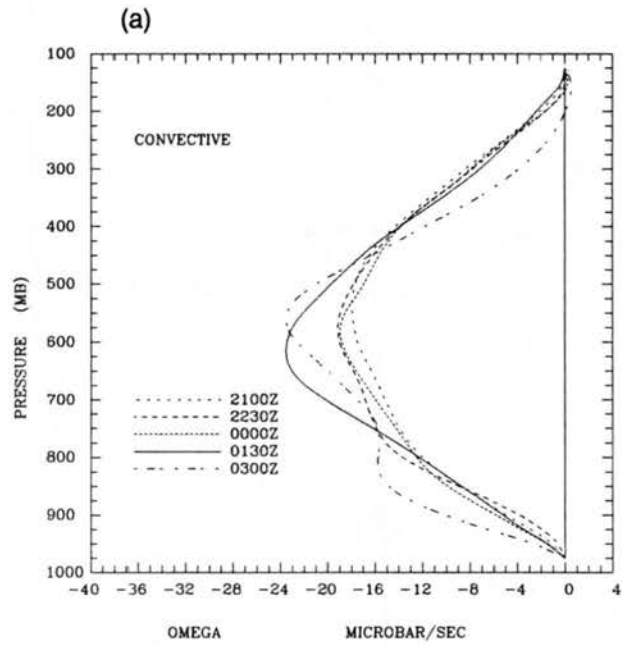 (a)
100
200
300
400
500
600
700
800
900
1000
PRESSURE (MB)
CONVECTIVE
2100Z
2230Z
0000Z
0130Z
0300Z
-40 -36 -32 -28 -24 -20 -16 -12 -8 -4 0 4
OMEGA MICROBAR/SEC